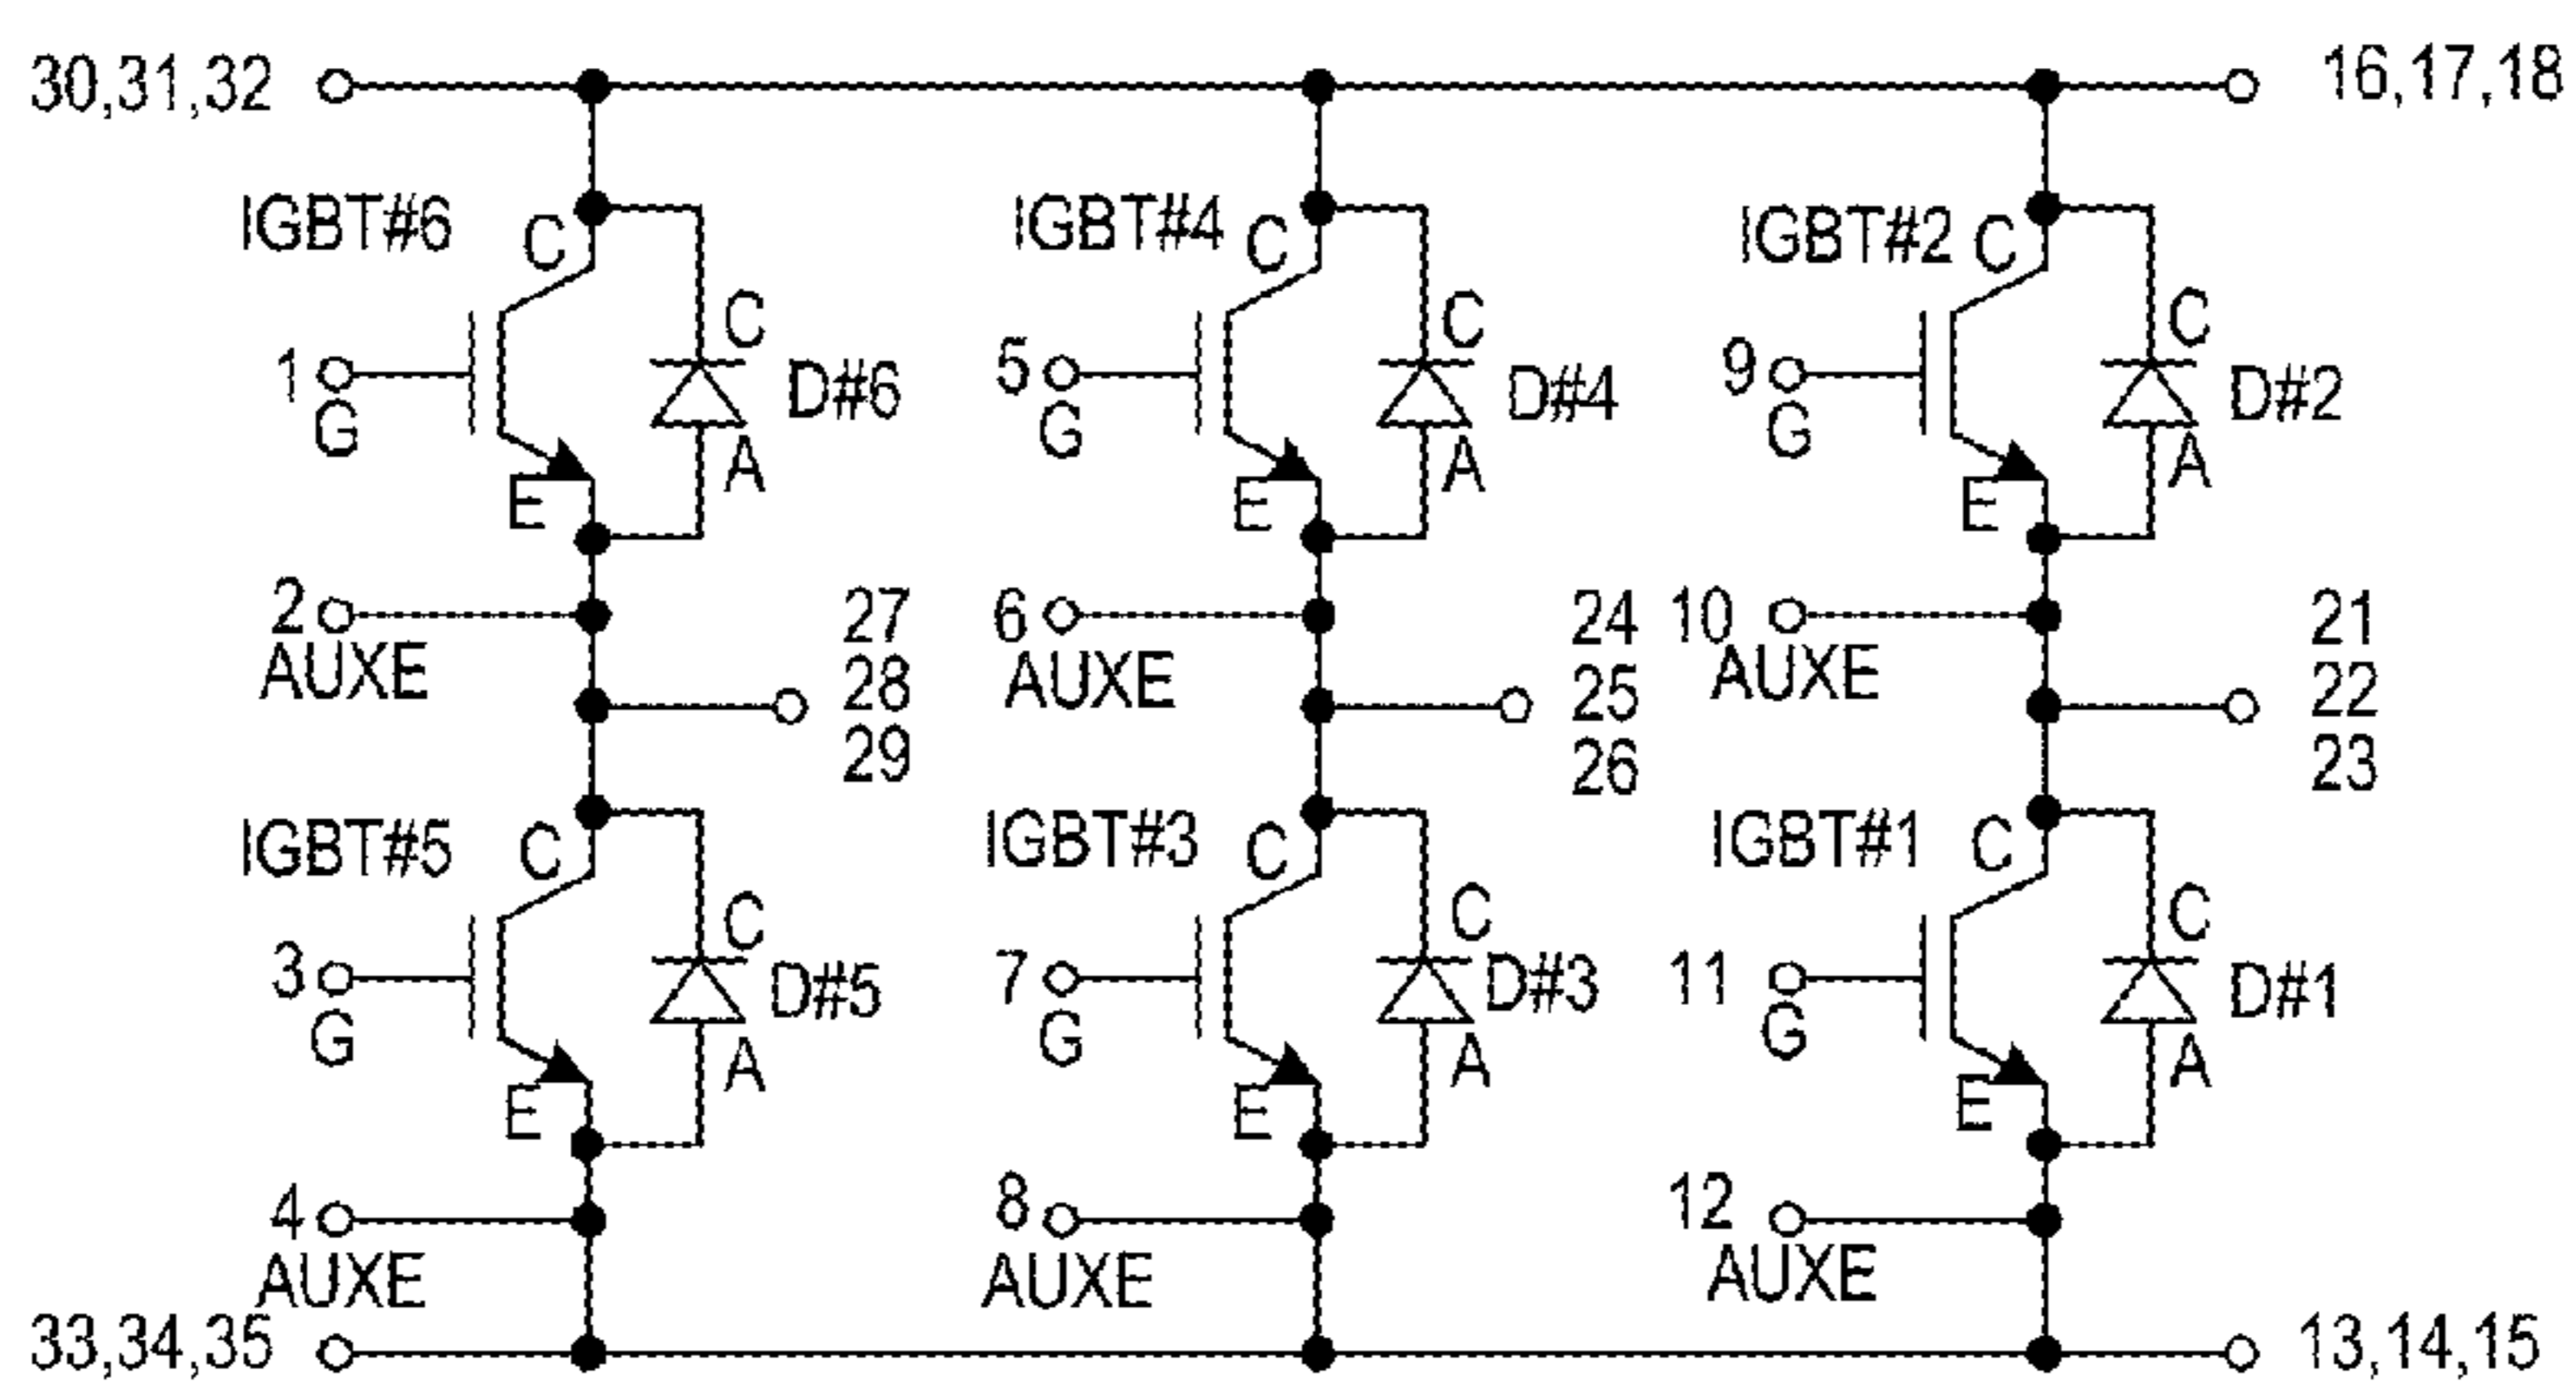 30,31,32 16,17,18
IGBT#6 C IGBT#4 C IGBT#2 C
C C C
1 D#6 5 D#4 9 D#2
G G G
A A A
E E E
27 24 21
2 6 10
AUXE AUXE AUXE
28 25 22
29 26 23
IGBT#5 C IGBT#3 C IGBT#1 C
C C C
3 D#5 7 D#3 11 D#1
G G G
A A A
E E E
4 8 12
AUXE AUXE AUXE
33,34,35 13,14,15